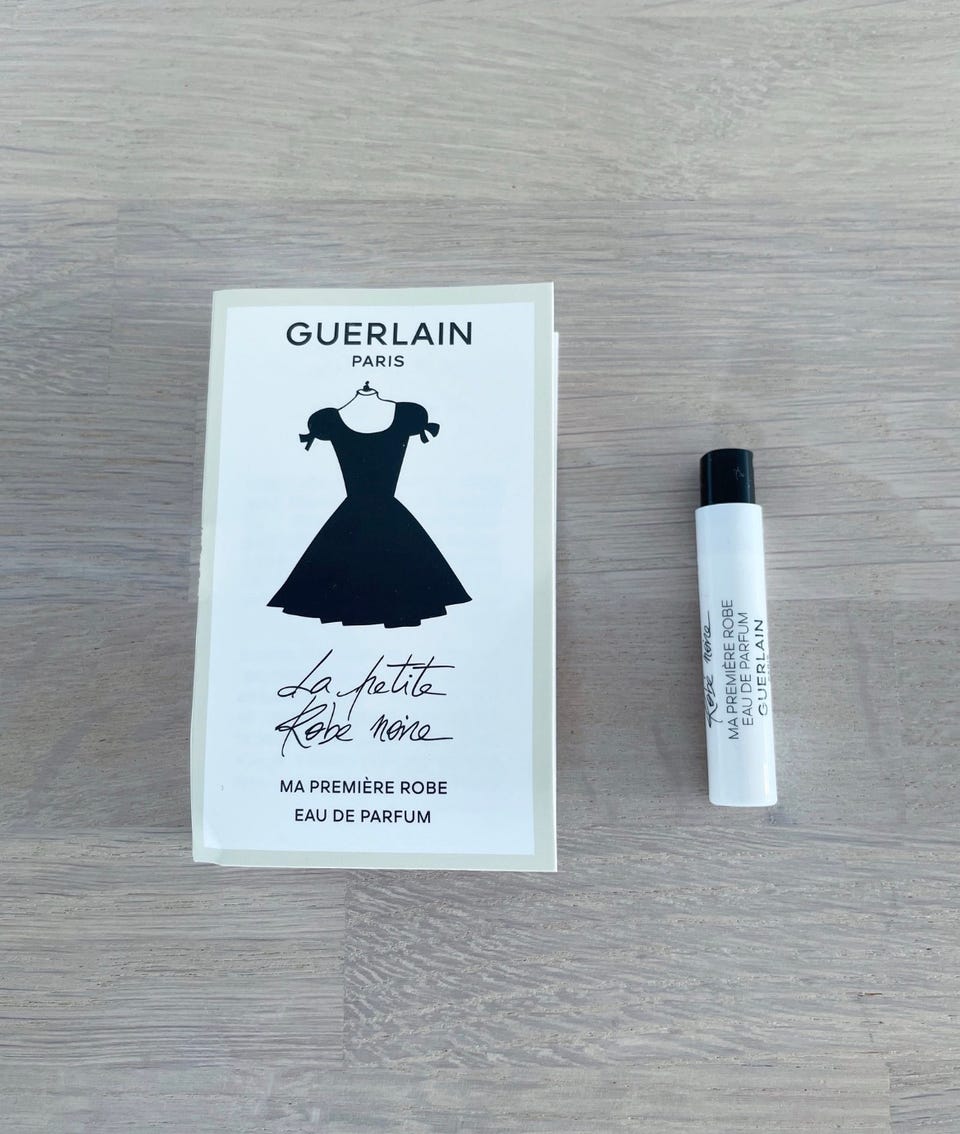 GUERLAIN
PARIS
La petite
Robe noire
MA PREMIÈRE ROBE
EAU DE PARFUM
Robe noire
MA PREMIÈRE ROBE
EAU DE PARFUM
GUERLAIN